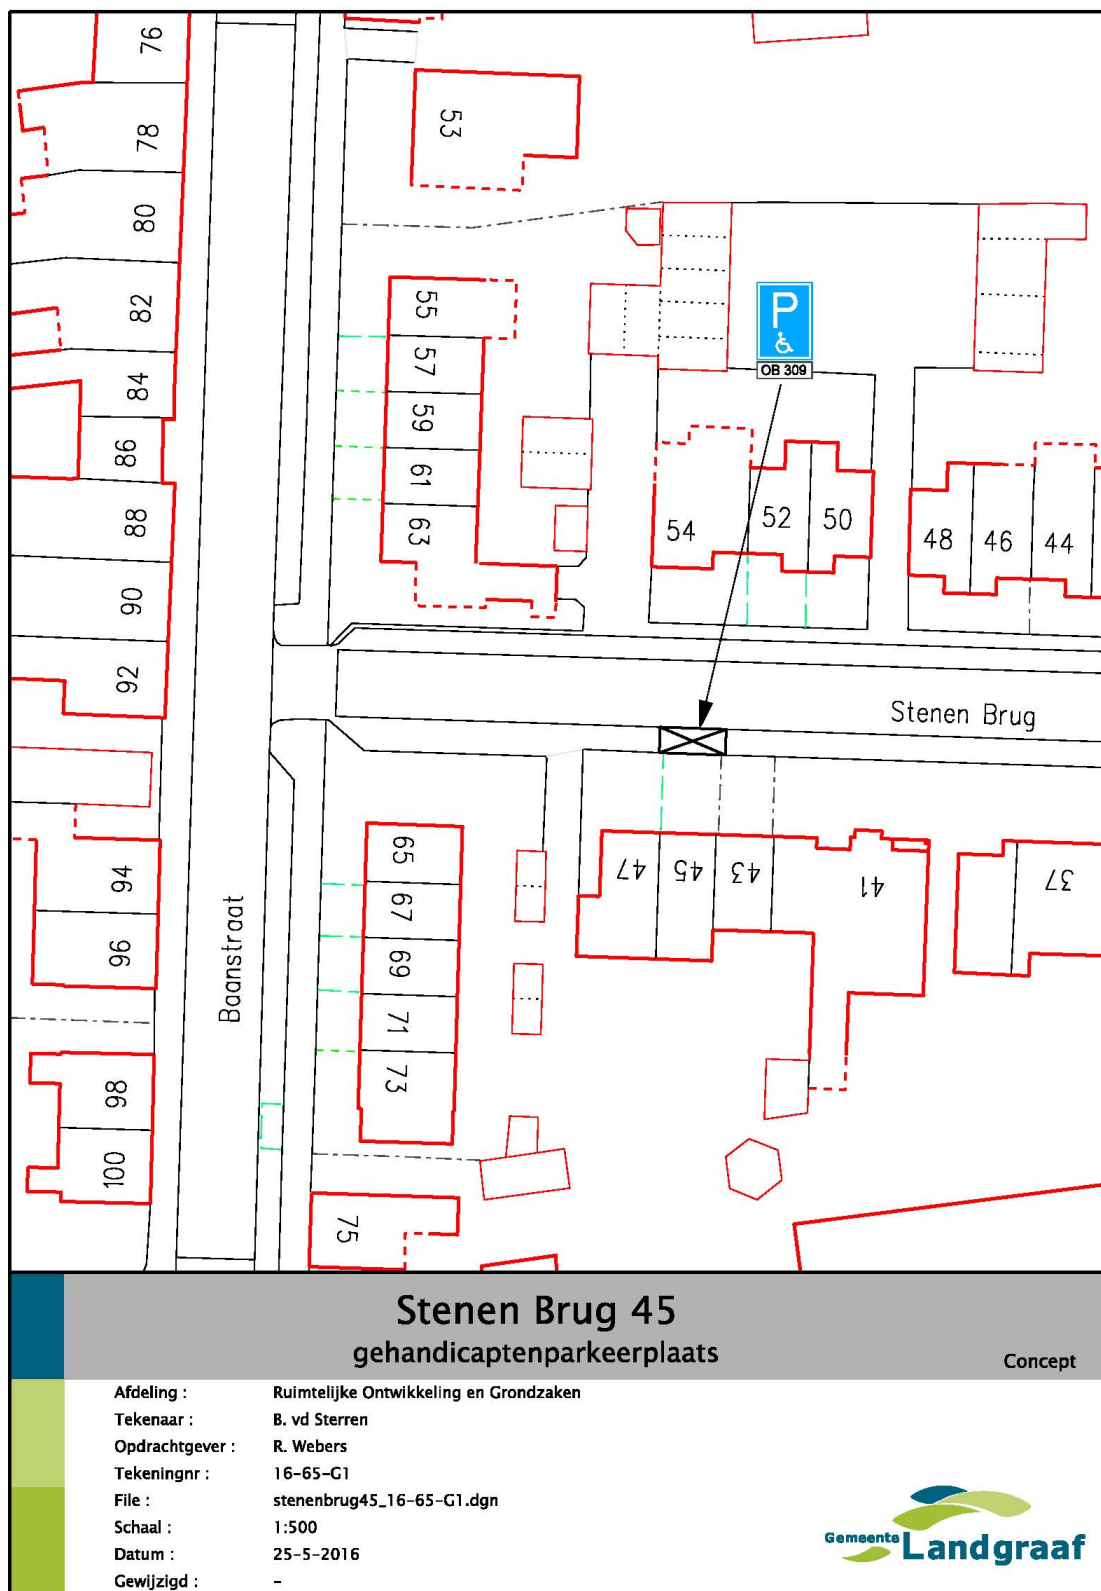 76
78
80
82
84
86
88
90
92
94
96
98
100
53
55
57
59
61
63
P
OB 309
54
52
50
48
46
44
Stenen Brug
Baanstraat
65
67
69
71
73
75
47
45
43
41
37
Stenen Brug 45
gehandicaptenparkeerplaats
Concept
Afdeling : Ruimtelijke Ontwikkeling en Grondzaken
Tekenaar : B. vd Sterren
Opdrachtgever : R. Webers
Tekeningnr : 16-65-G1
File : stenenbrug45_16-65-G1.dgn
Schaal : 1:500
Datum : 25-5-2016
Gewijzigd : -
Gemeente Landgraaf